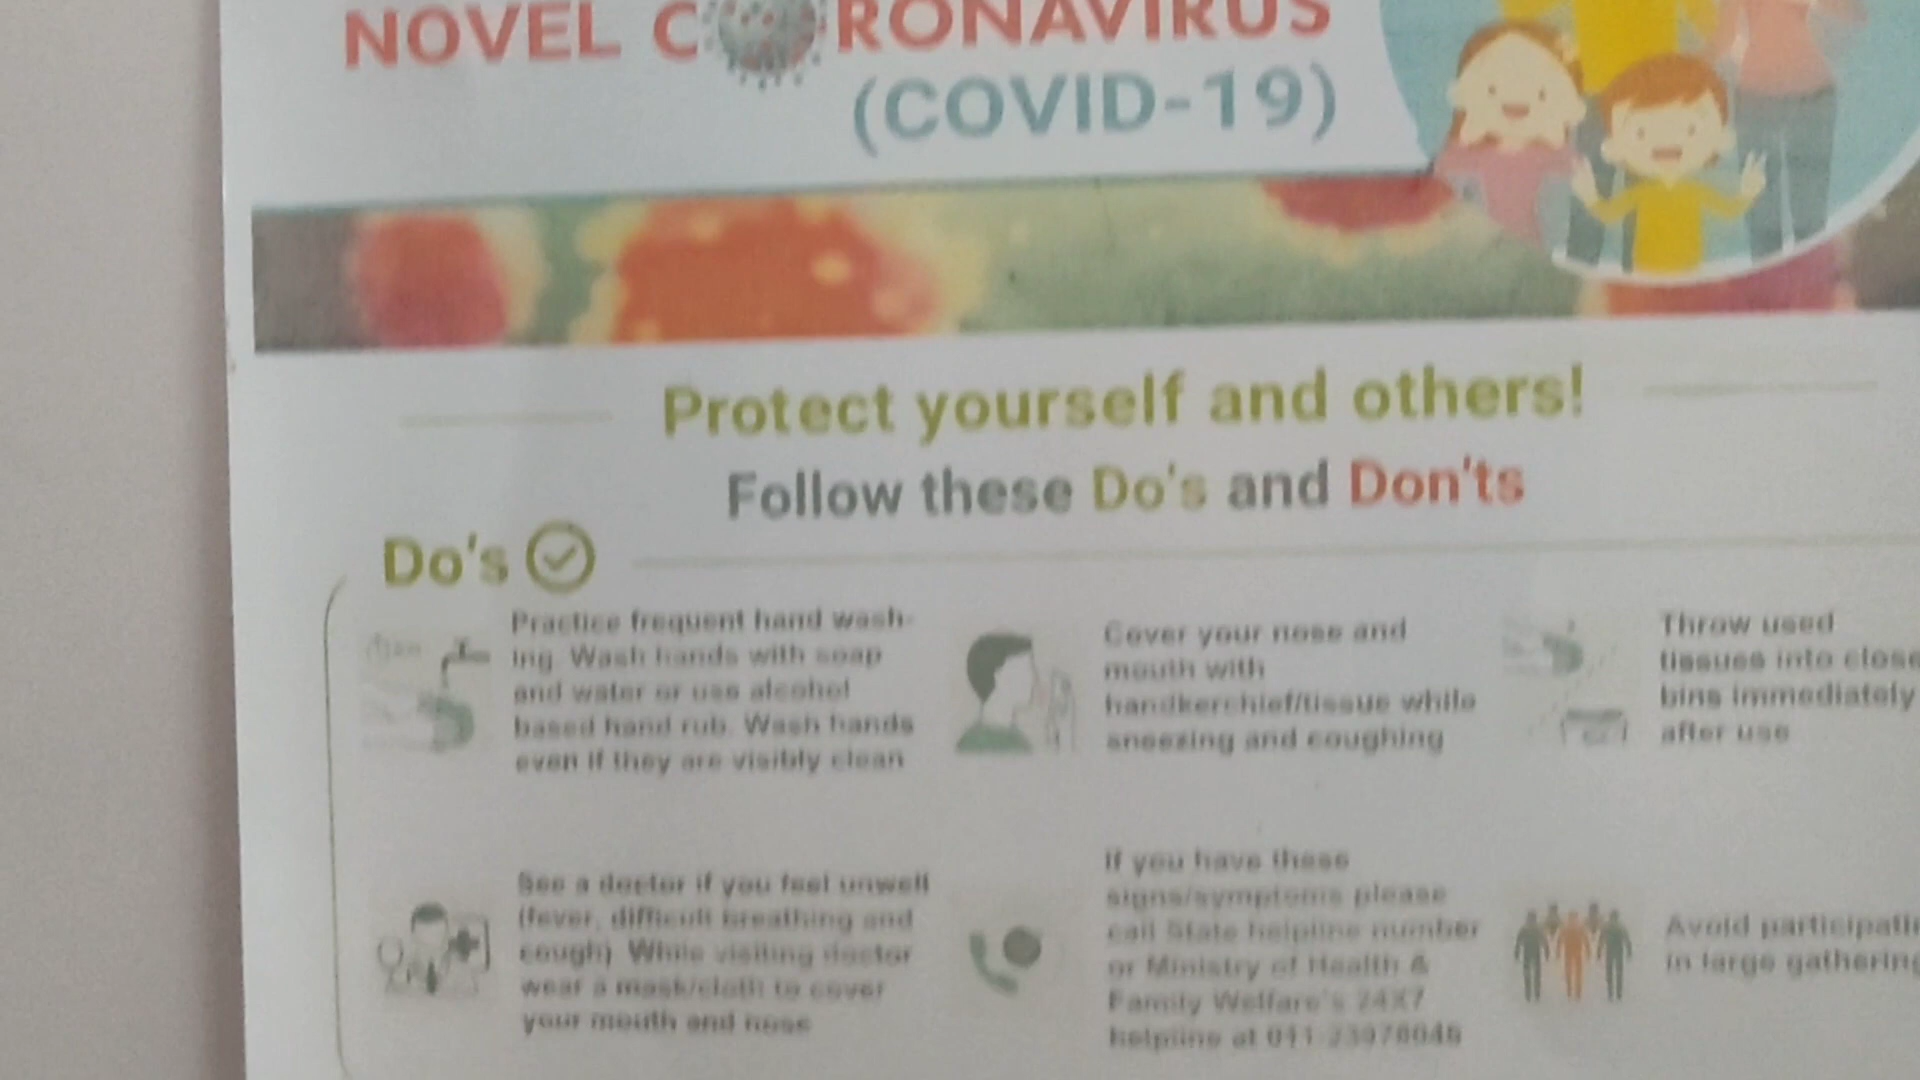 NOVEL CORONAVIRUS
(COVID-19)
Protect yourself and others!
Follow these Do's and Don'ts
Do's
Practice frequent hand wash-
ing. Wash hands with soap
and water or use alcohol
based hand rub. Wash hands
even if they are visibly clean
Cover your nose and
mouth with
handkerchief/tissue while
sneezing and coughing
Throw used
tissues into close
bins immediately
after use
See a doctor if you feel unwell
(fever, difficult breathing and
cough). While visiting doctor
wear a mask/cloth to cover
your mouth and nose
If you have these
signs/symptoms please
call State helpline number
or Ministry of Health &
Family Welfare's 24X7
helpline at 011-23978046
Avoid
in large